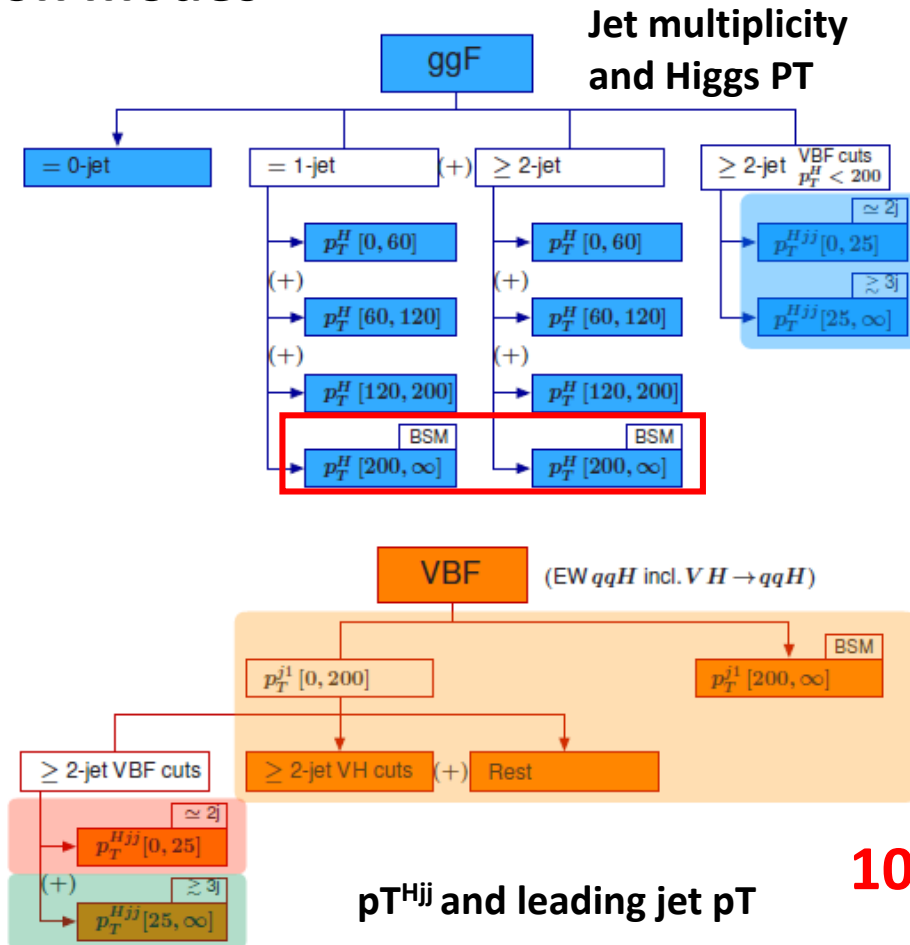 Jet multiplicity
and Higgs PT
ggF
= 0-jet
= 1-jet
(+)
≥ 2-jet
≥ 2-jet VBF cuts
p_T^H < 200
p_T^H [0, 60]
p_T^H [0, 60]
≃ 2j
p_T^{Hjj} [0, 25]
(+)
(+)
≳ 3j
p_T^H [60, 120]
p_T^H [60, 120]
p_T^{Hjj} [25, ∞]
(+)
(+)
p_T^H [120, 200]
p_T^H [120, 200]
BSM
BSM
p_T^H [200, ∞]
p_T^H [200, ∞]
VBF
(EW qqH incl. VH → qqH)
BSM
p_T^{j1} [0, 200]
p_T^{j1} [200, ∞]
≥ 2-jet VBF cuts
≥ 2-jet VH cuts
(+)
Rest
≃ 2j
p_T^{Hjj} [0, 25]
(+)
≳ 3j
p_T^{Hjj} [25, ∞]
pT^{Hjj} and leading jet pT
10